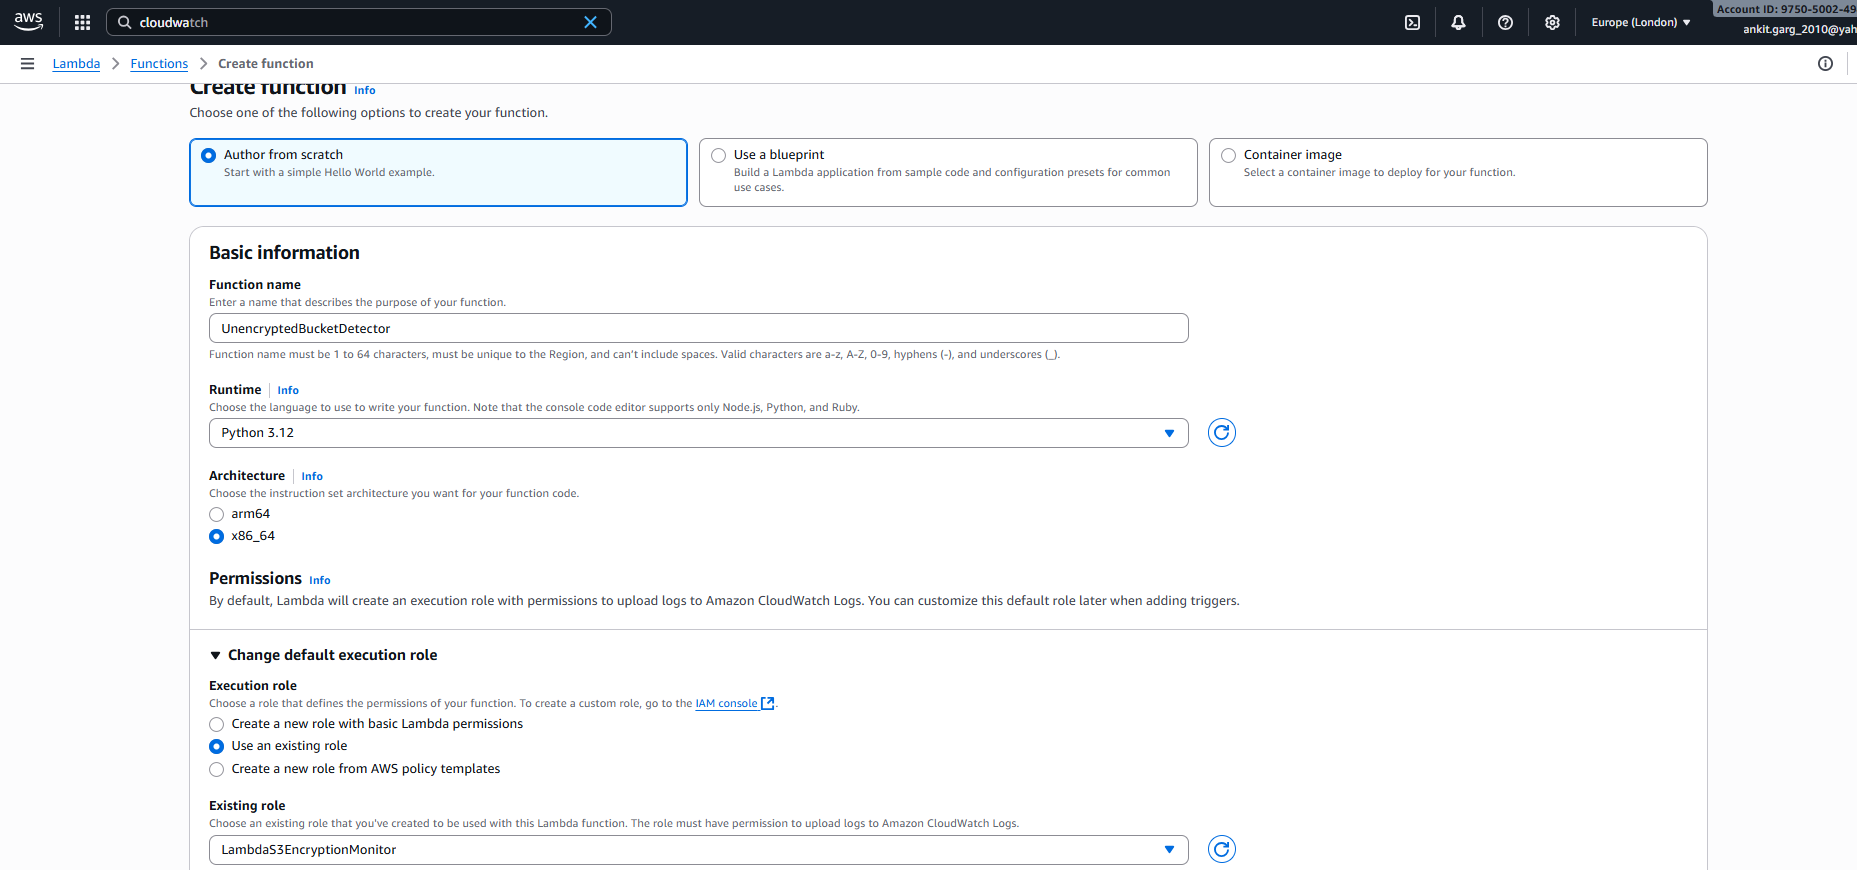 aws
cloudwatch
Europe (London)
Account ID: 9750-5002-49
ankit.garg_2010@yah
Lambda
Functions
Create function
Create function Info
Choose one of the following options to create your function.
Author from scratch
Start with a simple Hello World example.
Use a blueprint
Build a Lambda application from sample code and configuration presets for common
use cases.
Container image
Select a container image to deploy for your function.
Basic information
Function name
Enter a name that describes the purpose of your function.
UnencryptedBucketDetector
Function name must be 1 to 64 characters, must be unique to the Region, and can't include spaces. Valid characters are a-z, A-Z, 0-9, hyphens (-), and underscores (_).
Runtime Info
Choose the language to use to write your function. Note that the console code editor supports only Node.js, Python, and Ruby.
Python 3.12
Architecture Info
Choose the instruction set architecture you want for your function code.
arm64
x86_64
Permissions Info
By default, Lambda will create an execution role with permissions to upload logs to Amazon CloudWatch Logs. You can customize this default role later when adding triggers.
Change default execution role
Execution role
Choose a role that defines the permissions of your function. To create a custom role, go to the IAM console.
Create a new role with basic Lambda permissions
Use an existing role
Create a new role from AWS policy templates
Existing role
Choose an existing role that you've created to be used with this Lambda function. The role must have permission to upload logs to Amazon CloudWatch Logs.
LambdaS3EncryptionMonitor